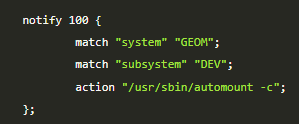 notify 100 {
match "system" "GEOM";
match "subsystem" "DEV";
action "/usr/sbin/automount -c";
};